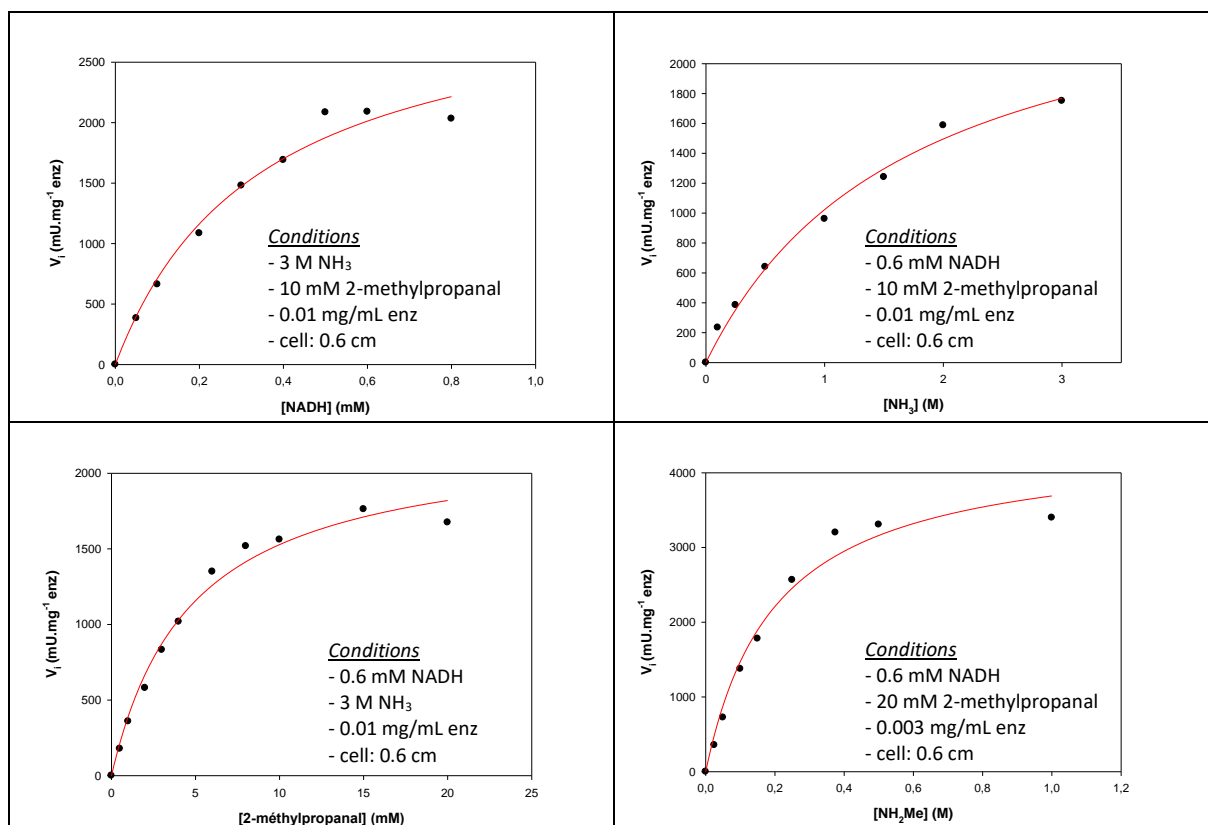 2500
2000
1500
1000
500
0
0,0 0,2 0,4 0,6 0,8 1,0
Vi (mU.mg-1 enz)
[NADH] (mM)
Conditions
- 3 M NH3
- 10 mM 2-methylpropanal
- 0.01 mg/mL enz
- cell: 0.6 cm
2000
1800
1600
1400
1200
1000
800
600
400
200
0
0 1 2 3
Vi (mU.mg-1 enz)
[NH3] (M)
Conditions
- 0.6 mM NADH
- 10 mM 2-methylpropanal
- 0.01 mg/mL enz
- cell: 0.6 cm
2000
1500
1000
500
0
0 5 10 15 20 25
Vi (mU.mg-1 enz)
[2-méthylpropanal] (mM)
Conditions
- 0.6 mM NADH
- 3 M NH3
- 0.01 mg/mL enz
- cell: 0.6 cm
4000
3000
2000
1000
0
0,0 0,2 0,4 0,6 0,8 1,0 1,2
Vi (mU.mg-1 enz)
[NH2Me] (M)
Conditions
- 0.6 mM NADH
- 20 mM 2-methylpropanal
- 0.003 mg/mL enz
- cell: 0.6 cm